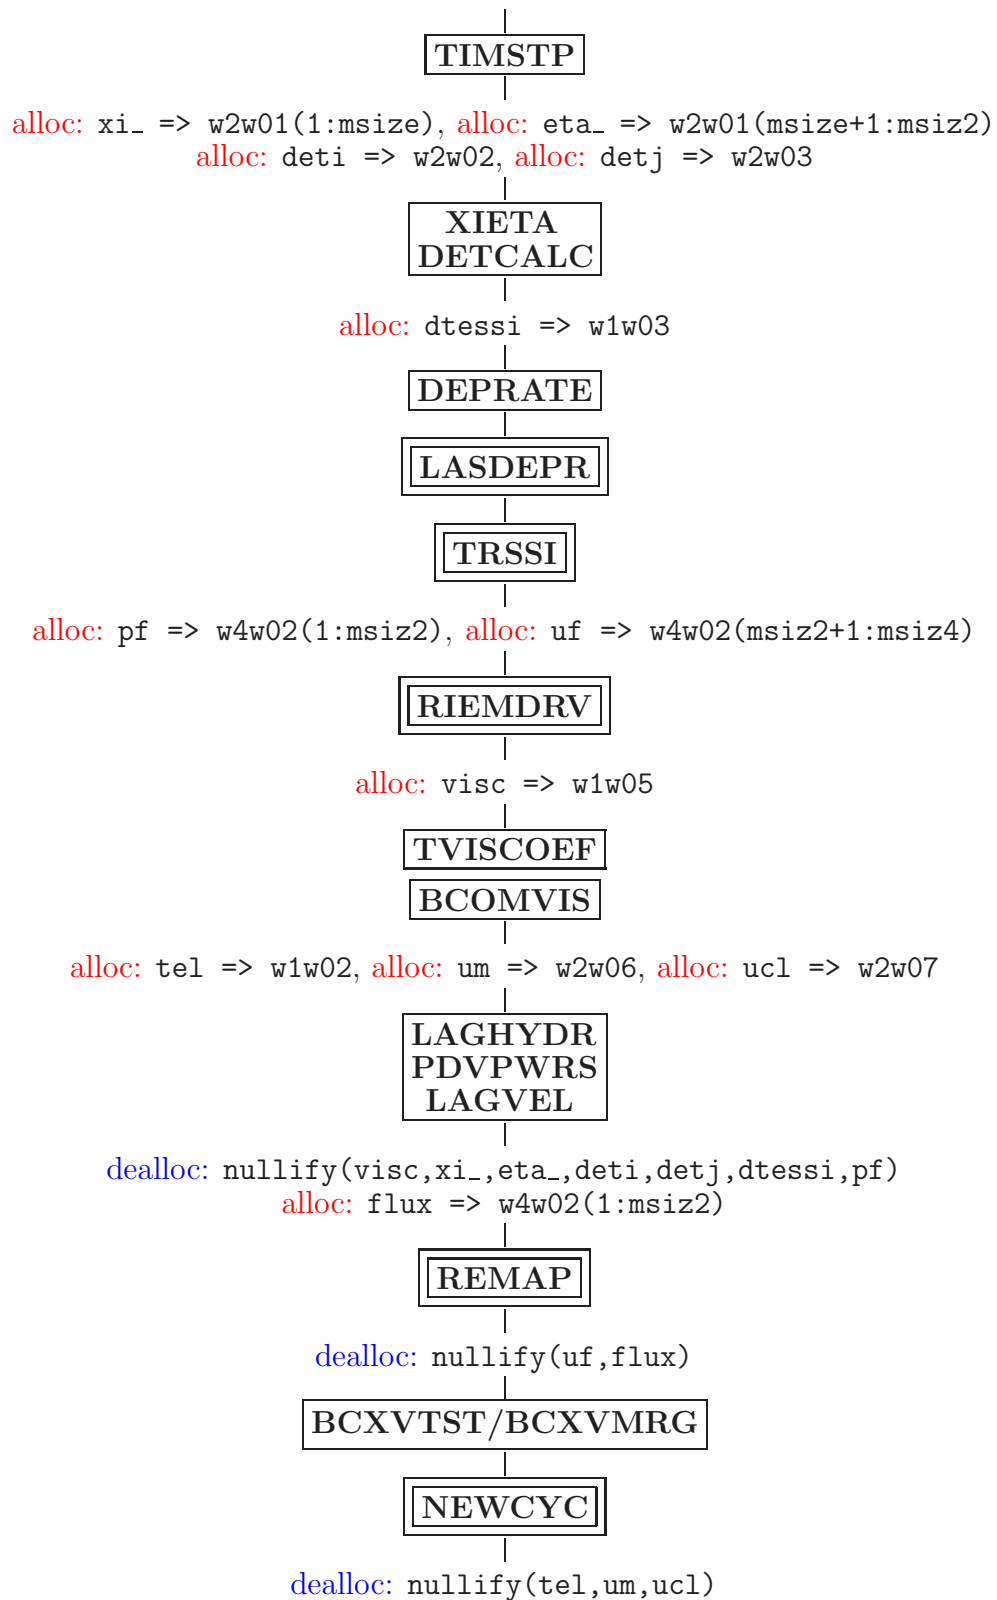 TIMSTP
alloc: xi_ => w2w01(1:msize), alloc: eta_ => w2w01(msize+1:msiz2)
alloc: deti => w2w02, alloc: detj => w2w03
XIETA
DETCALC
alloc: dtessi => w1w03
DEPRATE
LASDEPR
TRSSI
alloc: pf => w4w02(1:msiz2), alloc: uf => w4w02(msiz2+1:msiz4)
RIEMDRV
alloc: visc => w1w05
TVISCOEF
BCOMVIS
alloc: tel => w1w02, alloc: um => w2w06, alloc: ucl => w2w07
LAGHYDR
PDVPWRS
LAGVEL
dealloc: nullify(visc,xi_,eta_,deti,detj,dtessi,pf)
alloc: flux => w4w02(1:msiz2)
REMAP
dealloc: nullify(uf,flux)
BCXVTST/BCXVMRG
NEWCYC
dealloc: nullify(tel,um,ucl)